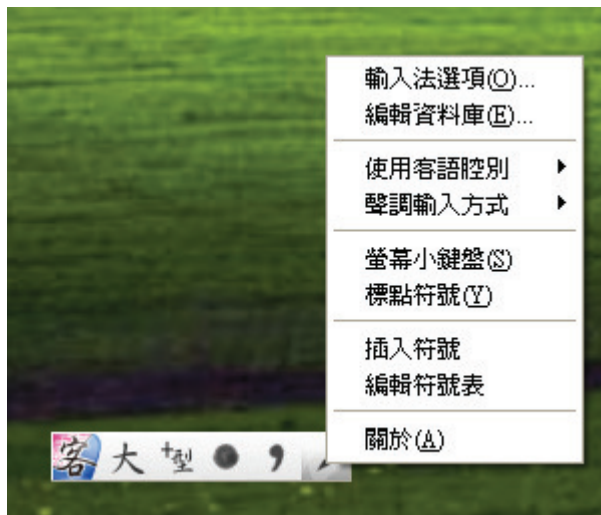 輸入法選項(O)...
編輯資料庫(E)...
使用客語腔別
聲調輸入方式
螢幕小鍵盤(S)
標點符號(Y)
插入符號
編輯符號表
關於(A)
客 大 +型 ● ,